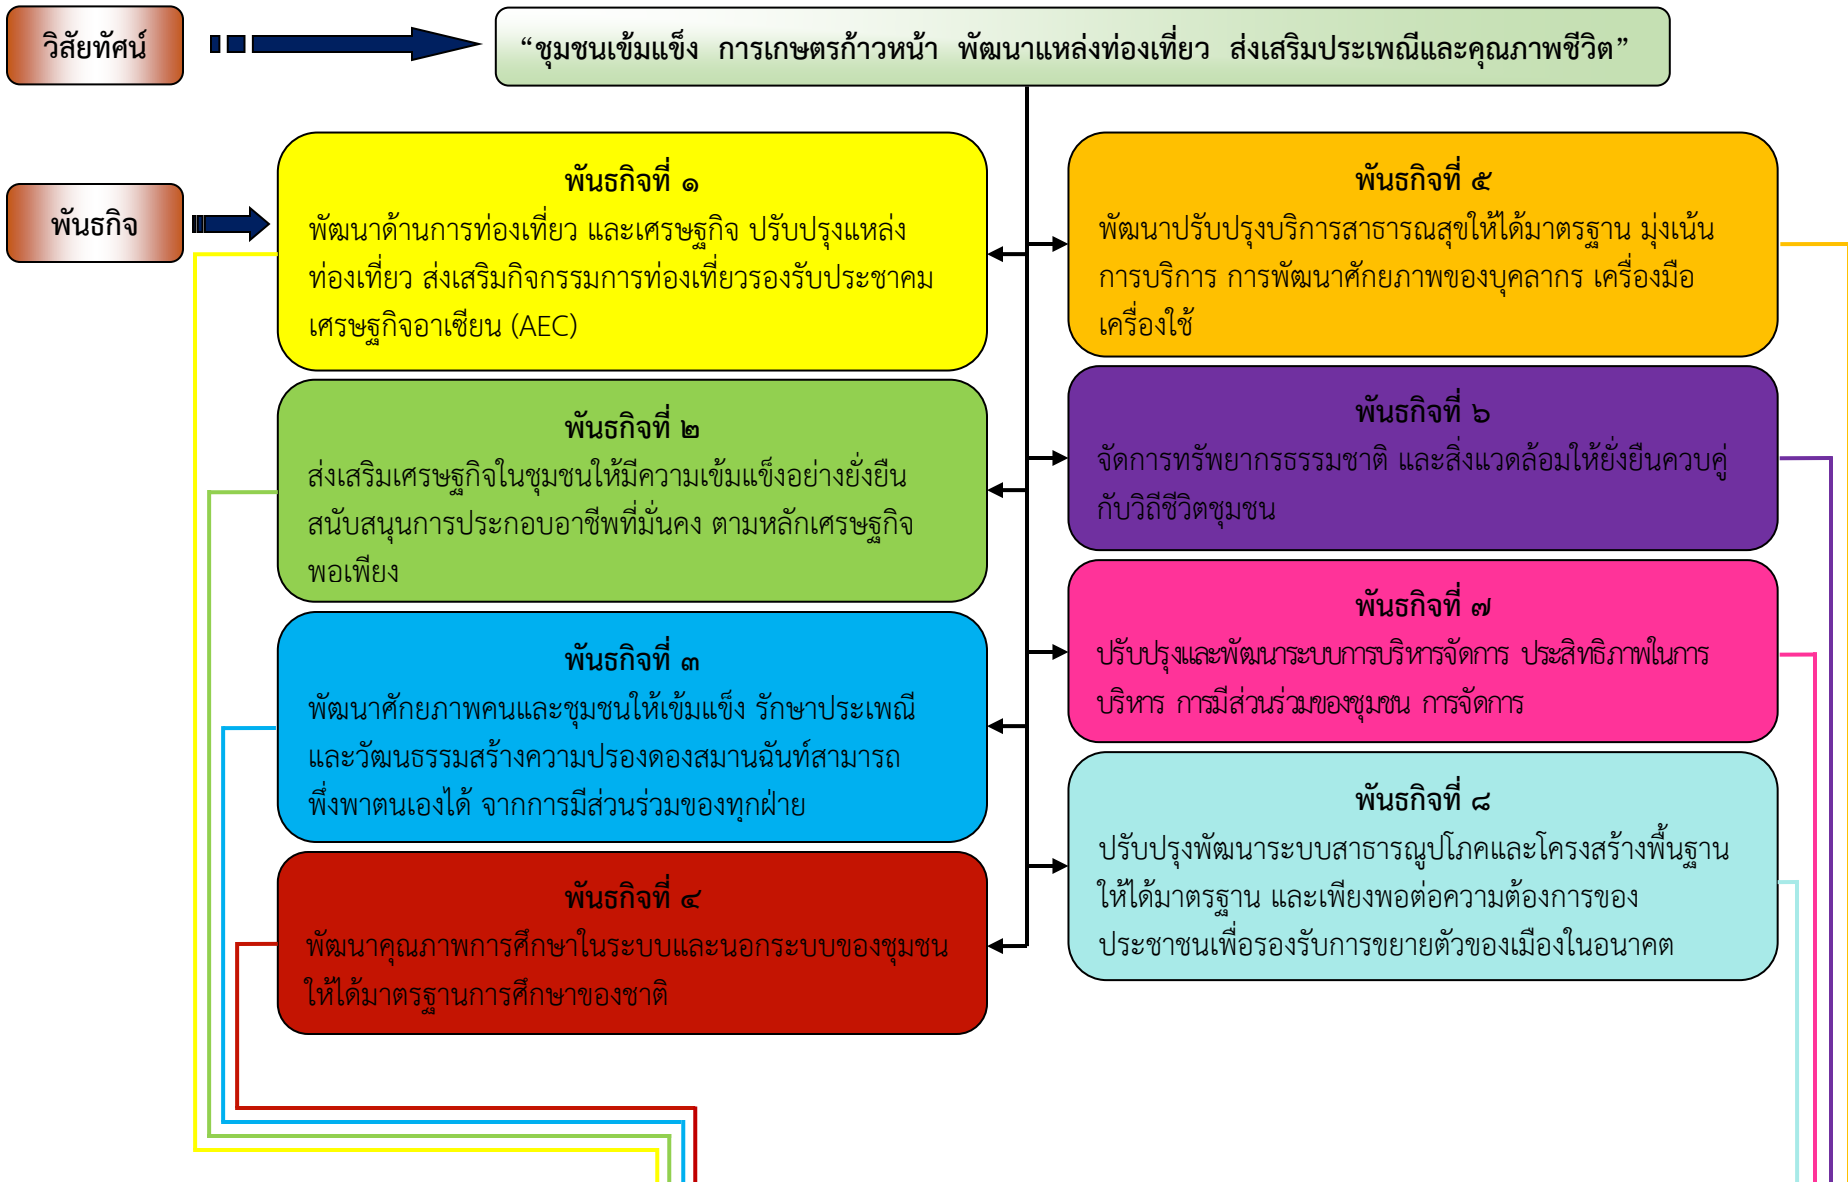 วิสัยทัศน์
“ชุมชนเข้มแข็ง การเกษตรก้าวหน้า พัฒนาแหล่งท่องเที่ยว ส่งเสริมประเพณีและคุณภาพชีวิต”
พันธกิจ
พันธกิจที่ ๑
พัฒนาด้านการท่องเที่ยว และเศรษฐกิจ ปรับปรุงแหล่ง
ท่องเที่ยว ส่งเสริมกิจกรรมการท่องเที่ยวรองรับประชาคม
เศรษฐกิจอาเซียน (AEC)
พันธกิจที่ ๒
ส่งเสริมเศรษฐกิจในชุมชนให้มีความเข้มแข็งอย่างยั่งยืน
สนับสนุนการประกอบอาชีพที่มั่นคง ตามหลักเศรษฐกิจ
พอเพียง
พันธกิจที่ ๓
พัฒนาศักยภาพคนและชุมชนให้เข้มแข็ง รักษาประเพณี
และวัฒนธรรมสร้างความปรองดองสมานฉันท์สามารถ
พึ่งพาตนเองได้ จากการมีส่วนร่วมของทุกฝ่าย
พันธกิจที่ ๔
พัฒนาคุณภาพการศึกษาในระบบและนอกระบบของชุมชน
ให้ได้มาตรฐานการศึกษาของชาติ
พันธกิจที่ ๕
พัฒนาปรับปรุงบริการสาธารณสุขให้ได้มาตรฐาน มุ่งเน้น
การบริการ การพัฒนาศักยภาพของบุคลากร เครื่องมือ
เครื่องใช้
พันธกิจที่ ๖
จัดการทรัพยากรธรรมชาติ และสิ่งแวดล้อมให้ยั่งยืนควบคู่
กับวิถีชีวิตชุมชน
พันธกิจที่ ๗
ปรับปรุงและพัฒนาระบบการบริหารจัดการ ประสิทธิภาพในการ
บริหาร การมีส่วนร่วมของชุมชน การจัดการ
พันธกิจที่ ๘
ปรับปรุงพัฒนาระบบสาธารณูปโภคและโครงสร้างพื้นฐาน
ให้ได้มาตรฐาน และเพียงพอต่อความต้องการของ
ประชาชนเพื่อรองรับการขยายตัวของเมืองในอนาคต